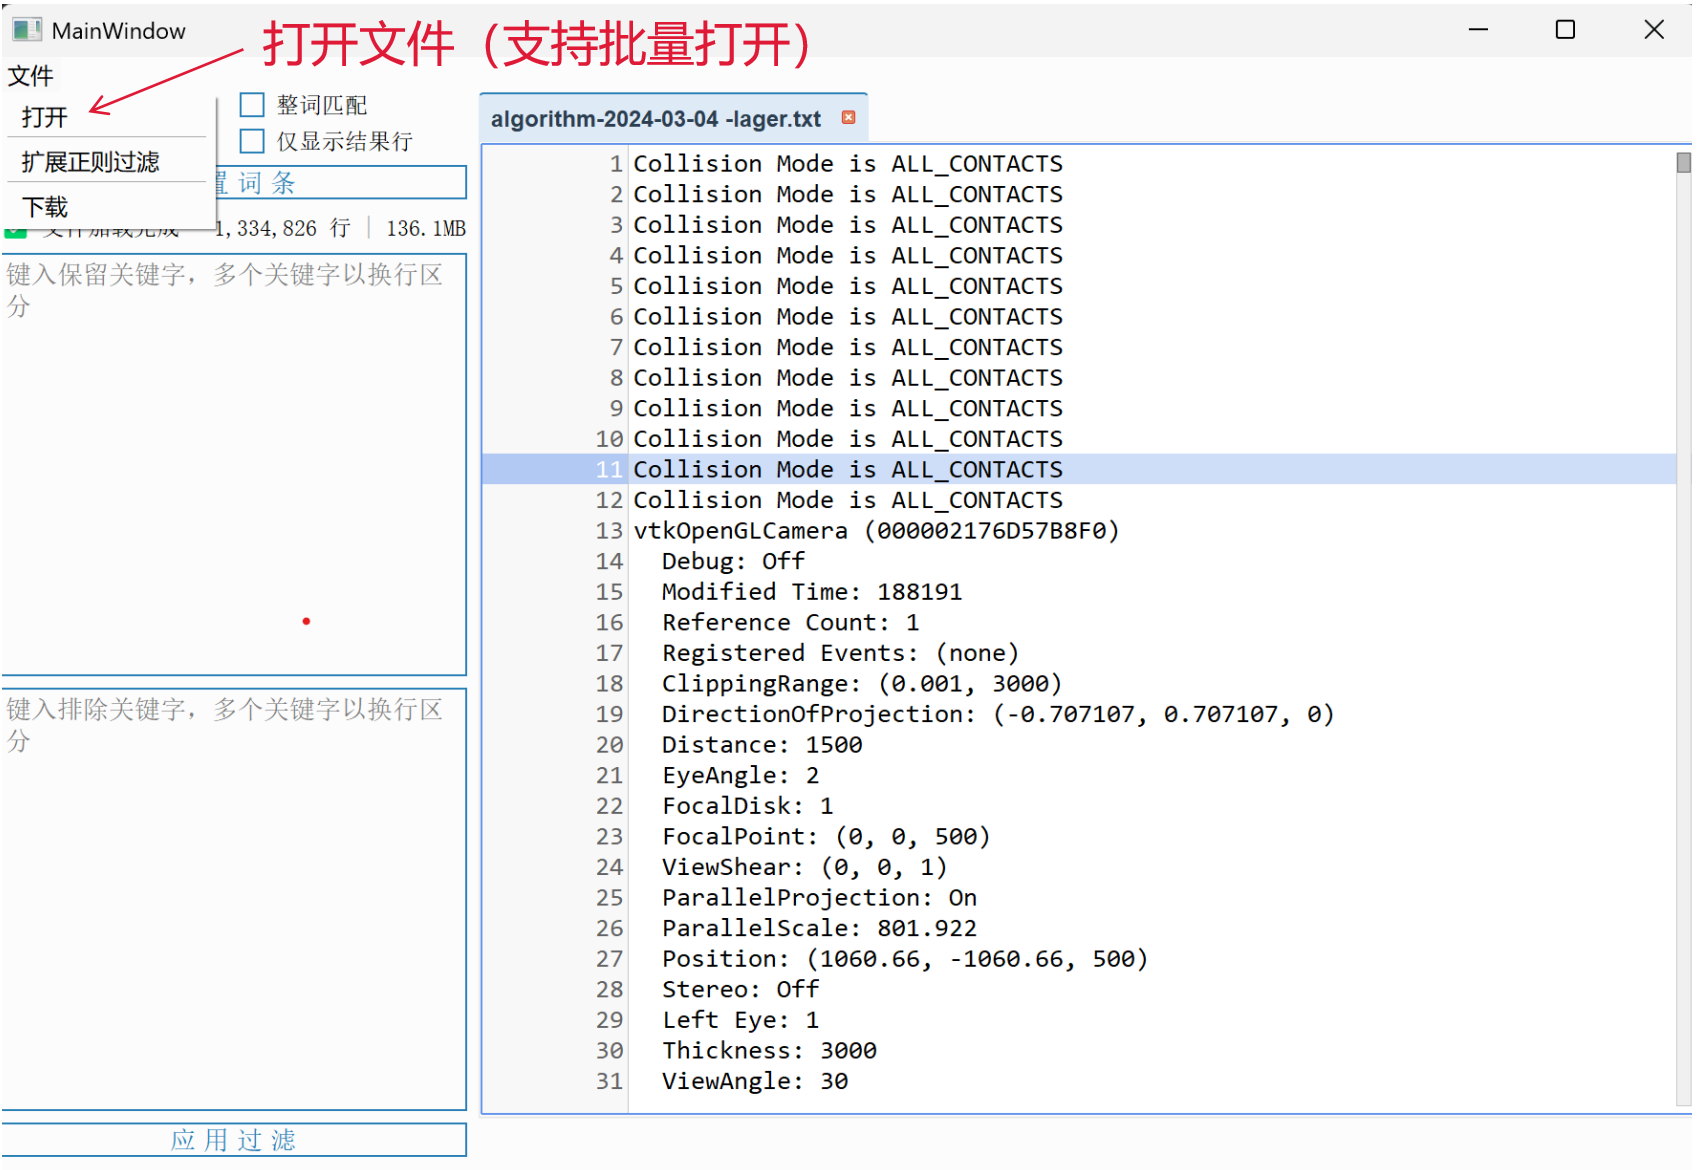 MainWindow
打开文件（支持批量打开）
文件
打开
扩展正则过滤
下载
整词匹配
仅显示结果行
置词条
文件加载完成 1,334,826 行 | 136.1MB
键入保留关键字，多个关键字以换行区
分
键入排除关键字，多个关键字以换行区
分
应用过滤
algorithm-2024-03-04 -lager.txt
1 Collision Mode is ALL_CONTACTS
2 Collision Mode is ALL_CONTACTS
3 Collision Mode is ALL_CONTACTS
4 Collision Mode is ALL_CONTACTS
5 Collision Mode is ALL_CONTACTS
6 Collision Mode is ALL_CONTACTS
7 Collision Mode is ALL_CONTACTS
8 Collision Mode is ALL_CONTACTS
9 Collision Mode is ALL_CONTACTS
10 Collision Mode is ALL_CONTACTS
11 Collision Mode is ALL_CONTACTS
12 Collision Mode is ALL_CONTACTS
13 vtkOpenGLCamera (000002176D57B8F0)
14 Debug: Off
15 Modified Time: 188191
16 Reference Count: 1
17 Registered Events: (none)
18 ClippingRange: (0.001, 3000)
19 DirectionOfProjection: (-0.707107, 0.707107, 0)
20 Distance: 1500
21 EyeAngle: 2
22 FocalDisk: 1
23 FocalPoint: (0, 0, 500)
24 ViewShear: (0, 0, 1)
25 ParallelProjection: On
26 ParallelScale: 801.922
27 Position: (1060.66, -1060.66, 500)
28 Stereo: Off
29 Left Eye: 1
30 Thickness: 3000
31 ViewAngle: 30